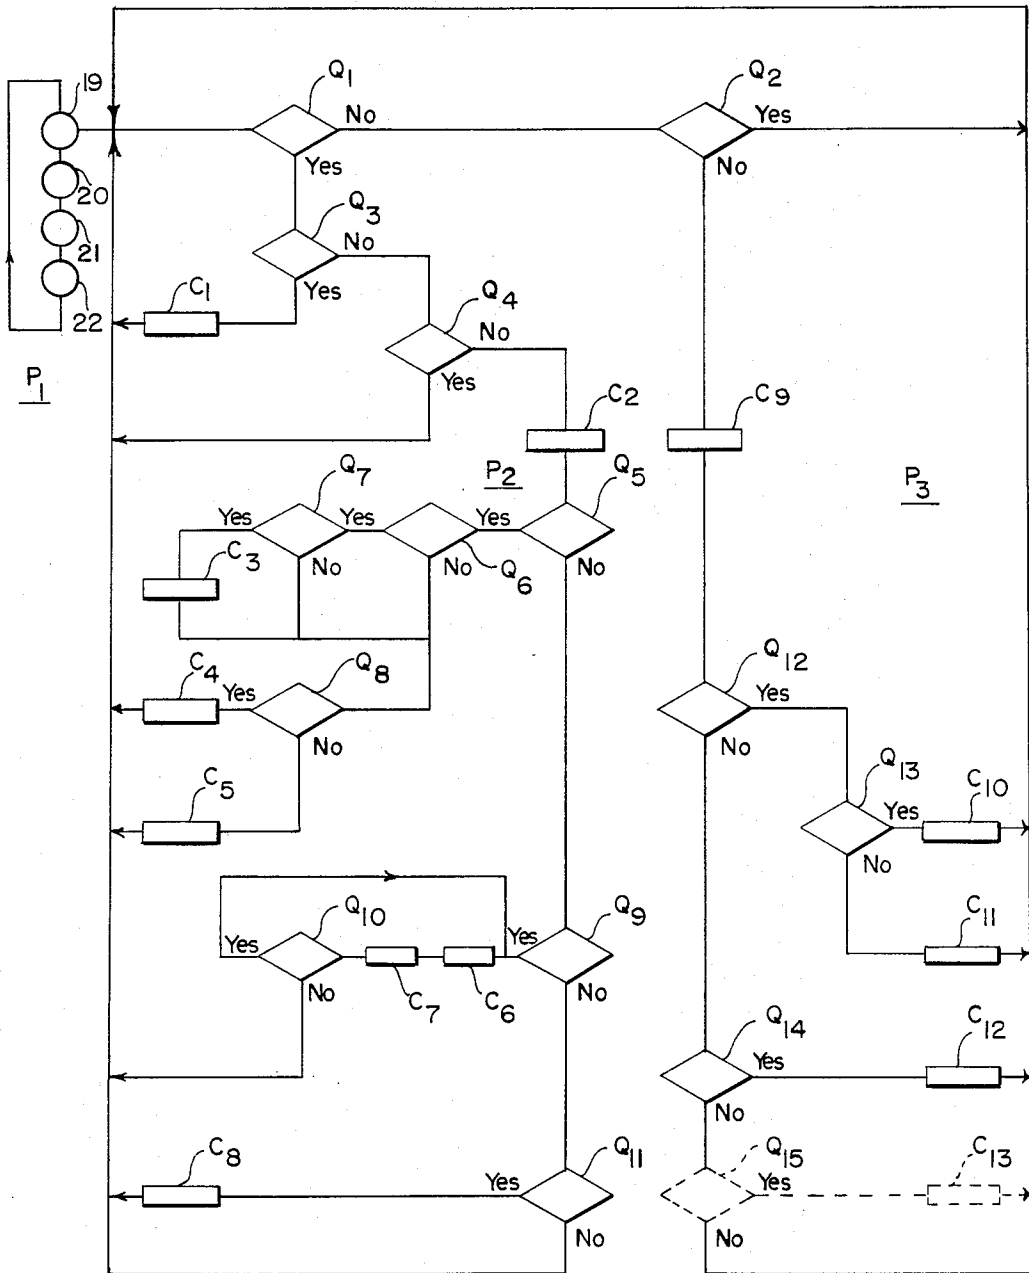 19
Q1
Q2
No
Yes
Yes
No
20
Q3
No
21
Yes
C1
Q4
No
22
P1
Yes
C2
C9
P2
Q5
P3
Q7
Yes
Yes
Yes
C3
No
No
Q6
No
Q12
C4
Yes
Q8
Yes
No
No
C5
Q13
C10
Yes
No
Q10
Q9
C11
Yes
Yes
No
C7
C6
No
Q14
C12
Yes
No
C8
Q11
Q15
C13
Yes
Yes
No
No